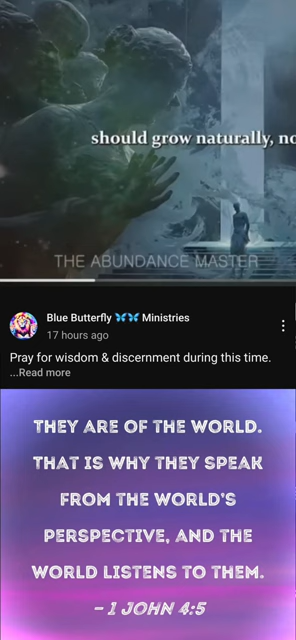 should grow naturally, no
THE ABUNDANCE MASTER
Blue Butterfly 🦋🦋 Ministries
17 hours ago
Pray for wisdom & discernment during this time.
...Read more
THEY ARE OF THE WORLD.
THAT IS WHY THEY SPEAK
FROM THE WORLD'S
PERSPECTIVE, AND THE
WORLD LISTENS TO THEM.
- 1 JOHN 4:5